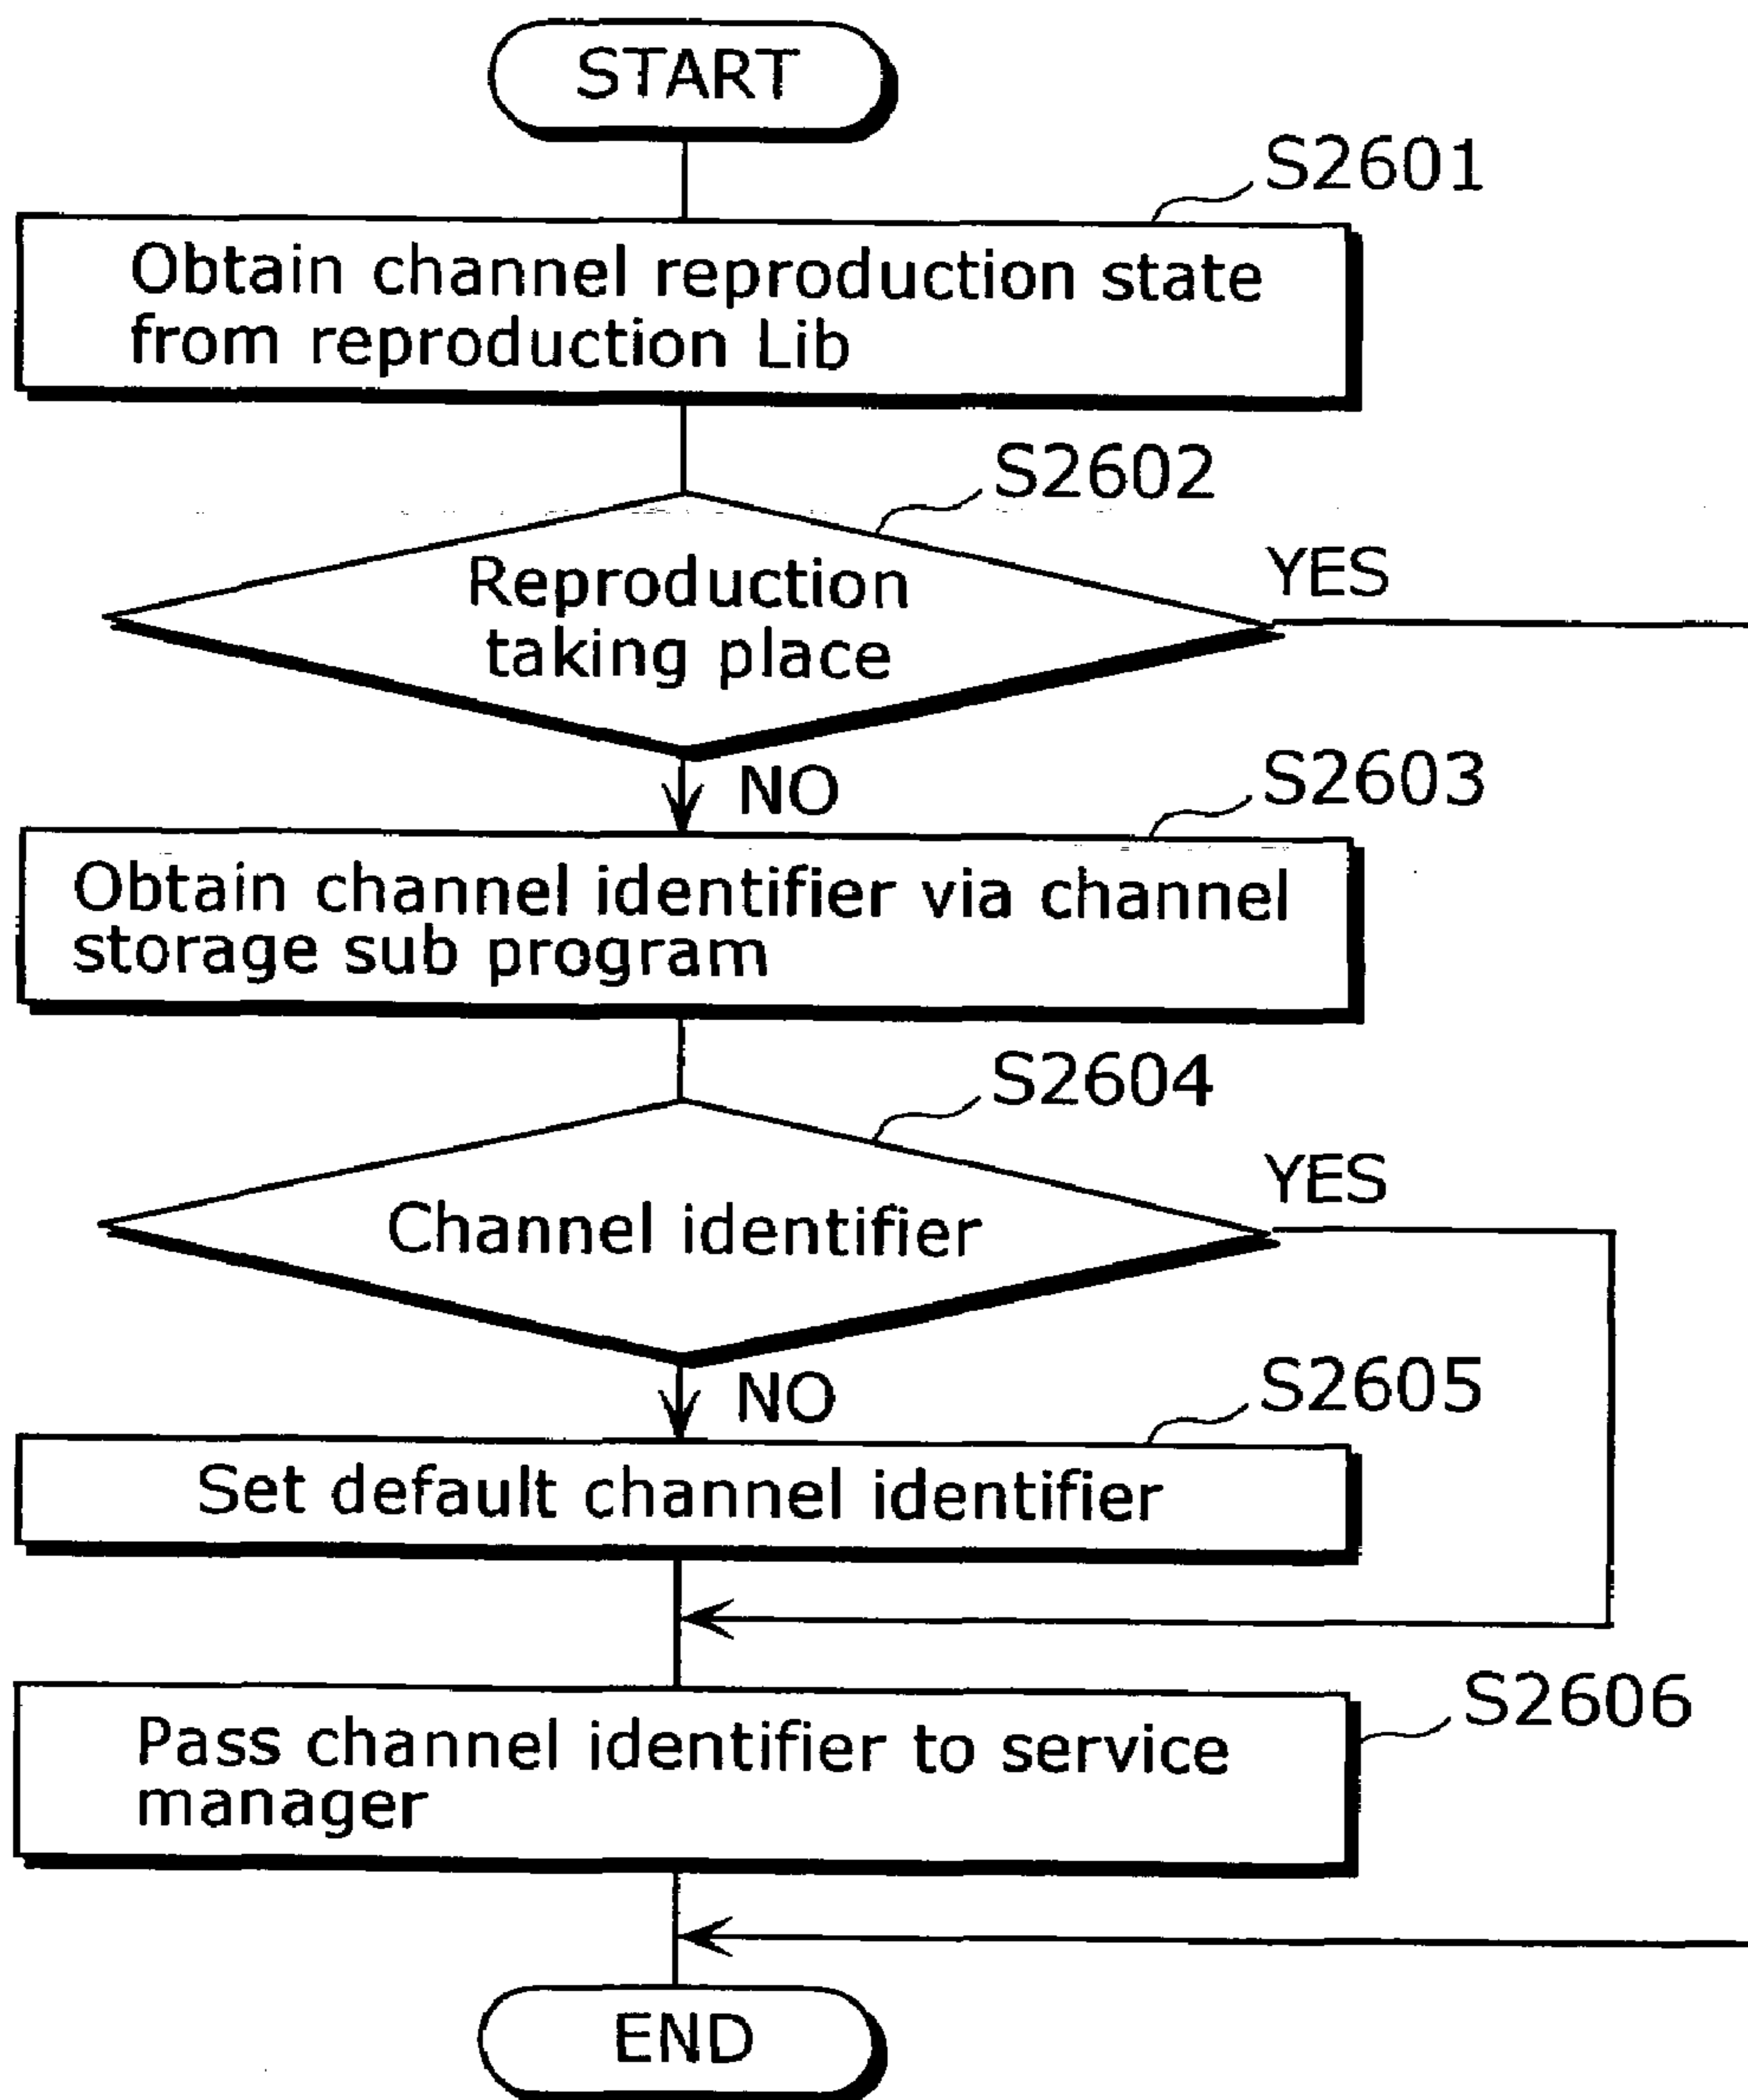 START
S2601
Obtain channel reproduction state
from reproduction Lib
S2602
Reproduction
taking place
YES
NO
S2603
Obtain channel identifier via channel
storage sub program
S2604
Channel identifier
YES
NO
S2605
Set default channel identifier
S2606
Pass channel identifier to service
manager
END